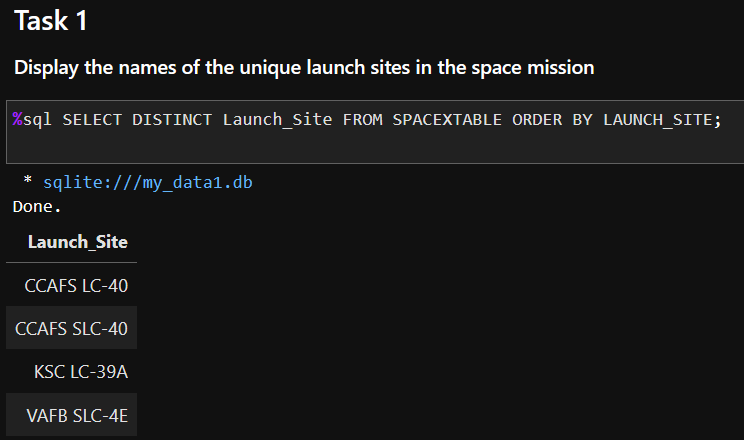 Task 1
Display the names of the unique launch sites in the space mission
%sql SELECT DISTINCT Launch_Site FROM SPACEXTABLE ORDER BY LAUNCH_SITE;
* sqlite:///my_data1.db
Done.
Launch_Site
CCAFS LC-40
CCAFS SLC-40
KSC LC-39A
VAFB SLC-4E